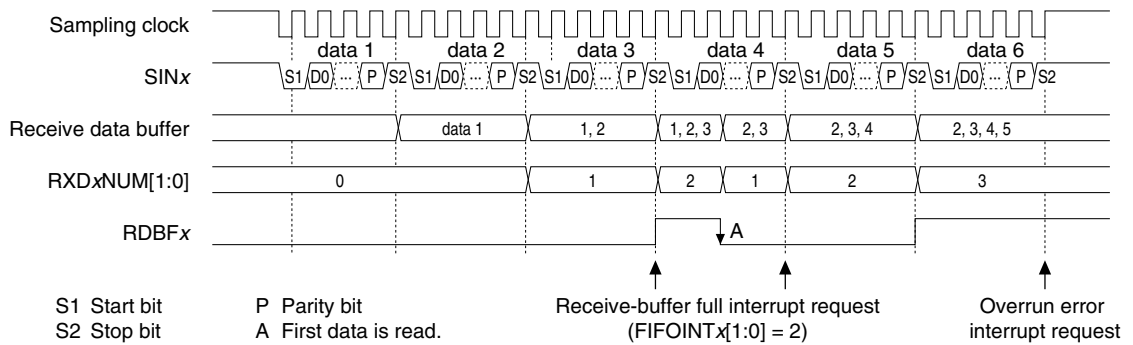 Sampling clock
data 1 data 2 data 3 data 4 data 5 data 6
SINx S1 D0 ... P S2 S1 D0 ... P S2 S1 D0 ... P S2 S1 D0 ... P S2 S1 D0 ... P S2 S1 D0 ... P S2
Receive data buffer data 1 1, 2 1, 2, 3 2, 3 2, 3, 4 2, 3, 4, 5
RXDxNUM[1:0] 0 1 2 1 2 3
RDBFx A
S1 Start bit P Parity bit Receive-buffer full interrupt request Overrun error
S2 Stop bit A First data is read. (FIFOINTx[1:0] = 2) interrupt request